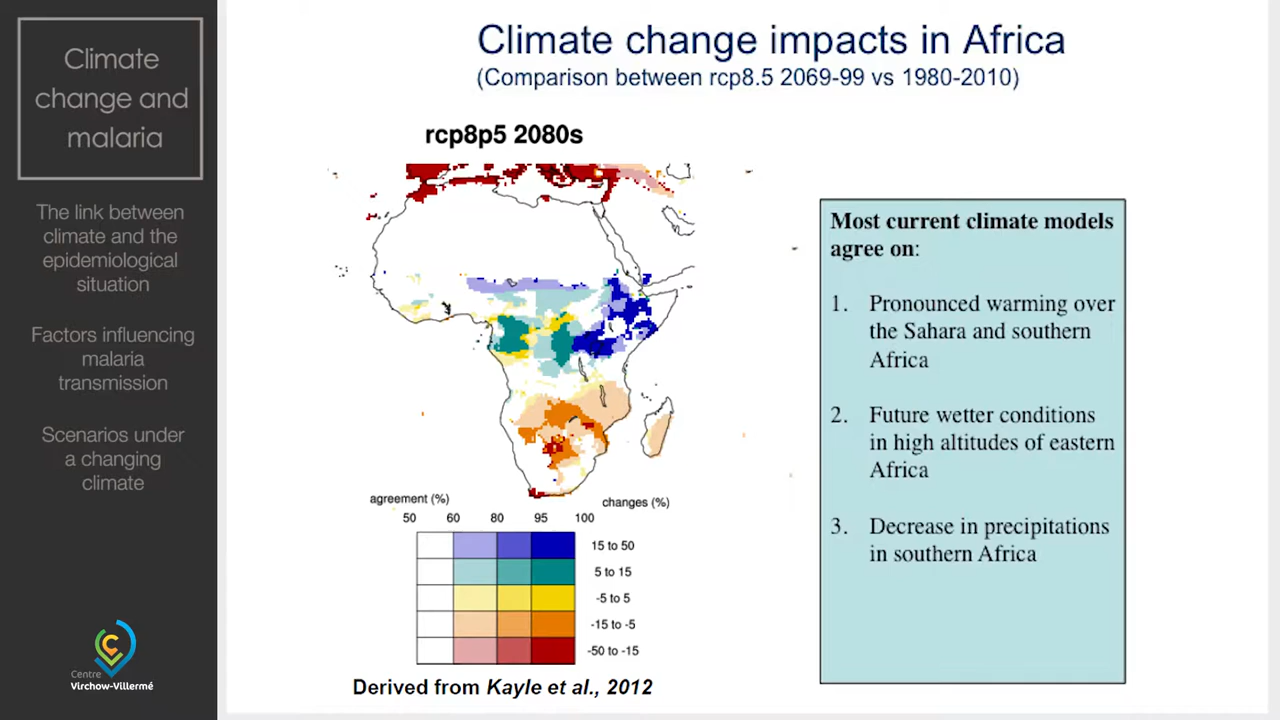 Climate
change and
malaria
The link between
climate and the
epidemiological
situation
Factors influencing
malaria
transmission
Scenarios under
a changing
climate
Centre
Virchow-Villermé
Climate change impacts in Africa
(Comparison between rcp8.5 2069-99 vs 1980-2010)
rcp8p5 2080s
agreement (%)
changes (%)
50 60 80 95 100
15 to 50
5 to 15
-5 to 5
-15 to -5
-50 to -15
Derived from Kayle et al., 2012
Most current climate models
agree on:
1. Pronounced warming over
the Sahara and southern
Africa
2. Future wetter conditions
in high altitudes of eastern
Africa
3. Decrease in precipitations
in southern Africa